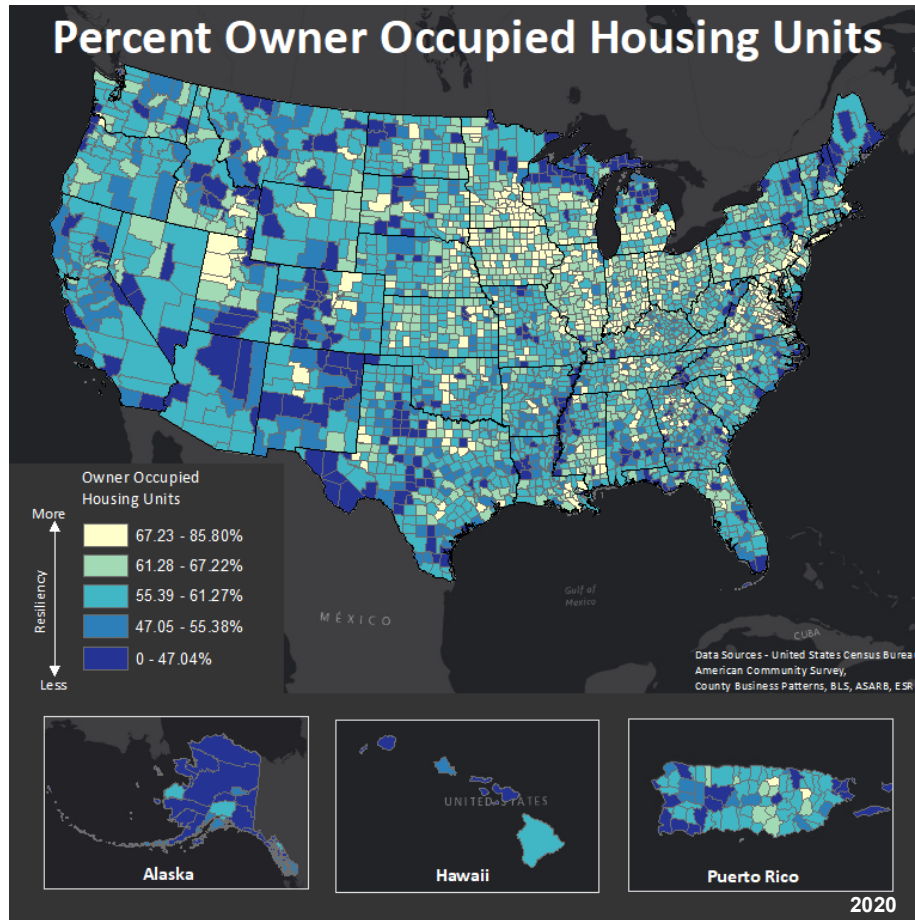 Percent Owner Occupied Housing Units
Owner Occupied
Housing Units
More
67.23 - 85.80%
61.28 - 67.22%
55.39 - 61.27%
47.05 - 55.38%
0 - 47.04%
Resiliency
Less
MÉXICO
Gulf of
Mexico
CUBA
Data Sources - United States Census Bureau
American Community Survey,
County Business Patterns, BLS, ASARB, ESR
Alaska
UNITED STATES
Hawaii
Puerto Rico
2020